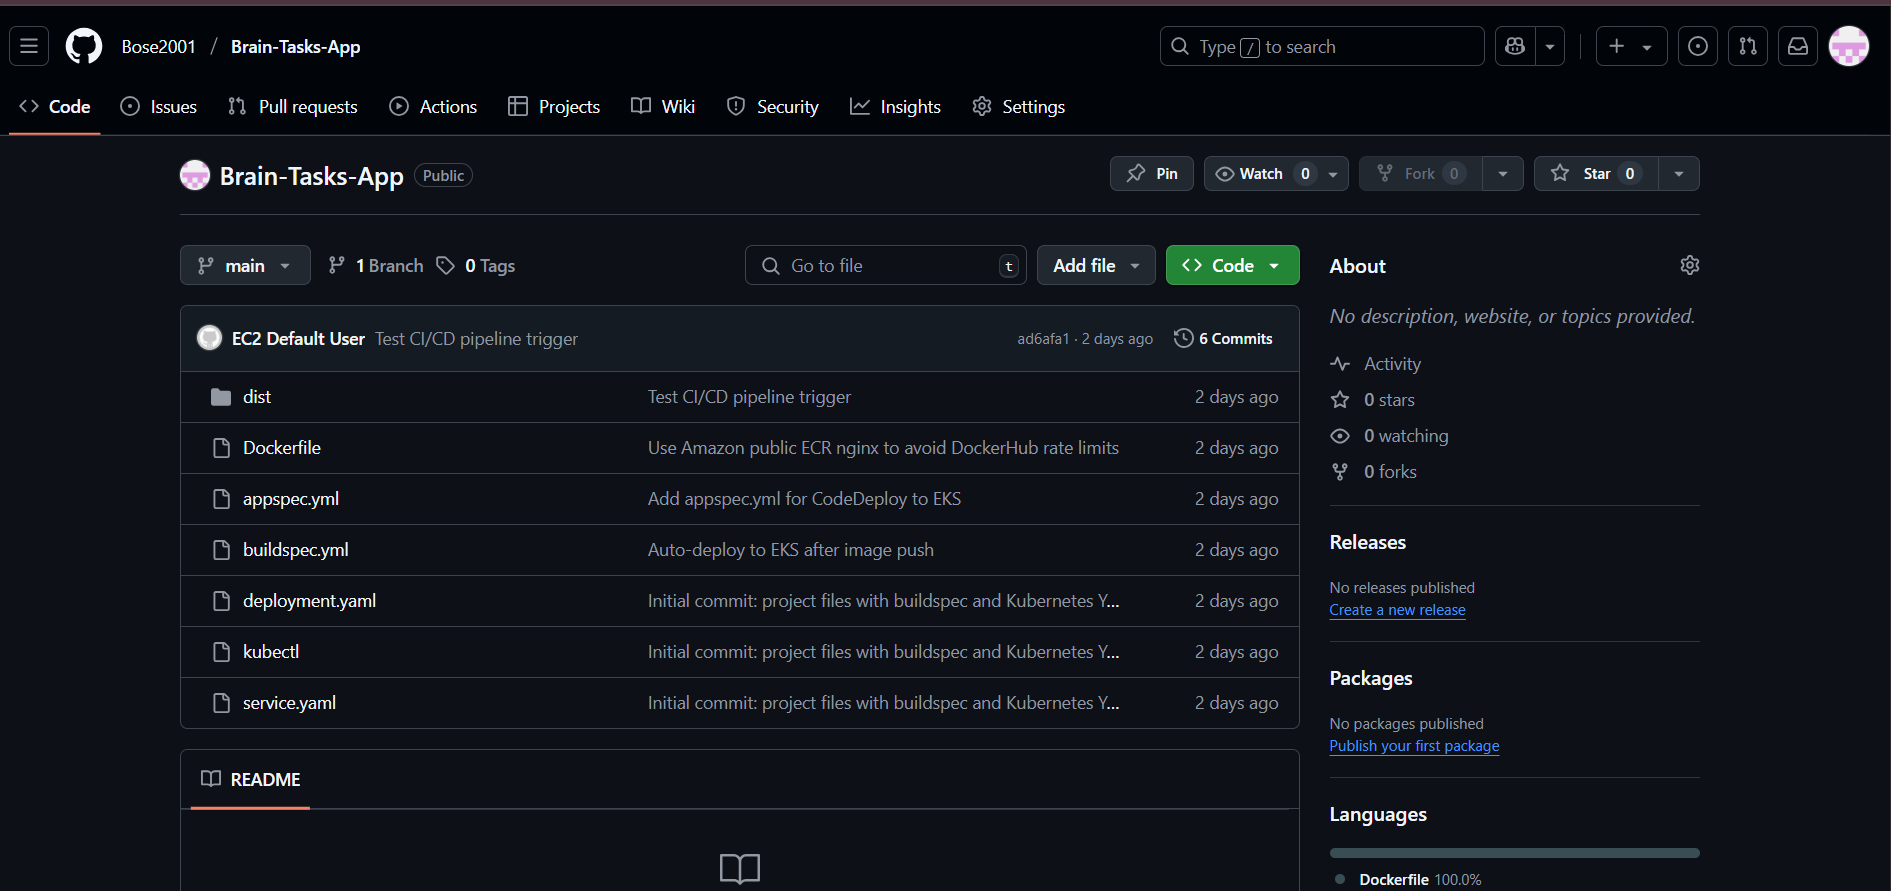 Bose2001 / Brain-Tasks-App
Type / to search
Code Issues Pull requests Actions Projects Wiki Security Insights Settings
Brain-Tasks-App Public
Pin Watch 0 Fork 0 Star 0
main 1 Branch 0 Tags
Go to file t Add file Code
EC2 Default User Test CI/CD pipeline trigger ad6afa1 · 2 days ago 6 Commits
dist Test CI/CD pipeline trigger 2 days ago
Dockerfile Use Amazon public ECR nginx to avoid DockerHub rate limits 2 days ago
appspec.yml Add appspec.yml for CodeDeploy to EKS 2 days ago
buildspec.yml Auto-deploy to EKS after image push 2 days ago
deployment.yaml Initial commit: project files with buildspec and Kubernetes Y... 2 days ago
kubectl Initial commit: project files with buildspec and Kubernetes Y... 2 days ago
service.yaml Initial commit: project files with buildspec and Kubernetes Y... 2 days ago
README
About
No description, website, or topics provided.
Activity
0 stars
0 watching
0 forks
Releases
No releases published
Create a new release
Packages
No packages published
Publish your first package
Languages
Dockerfile 100.0%